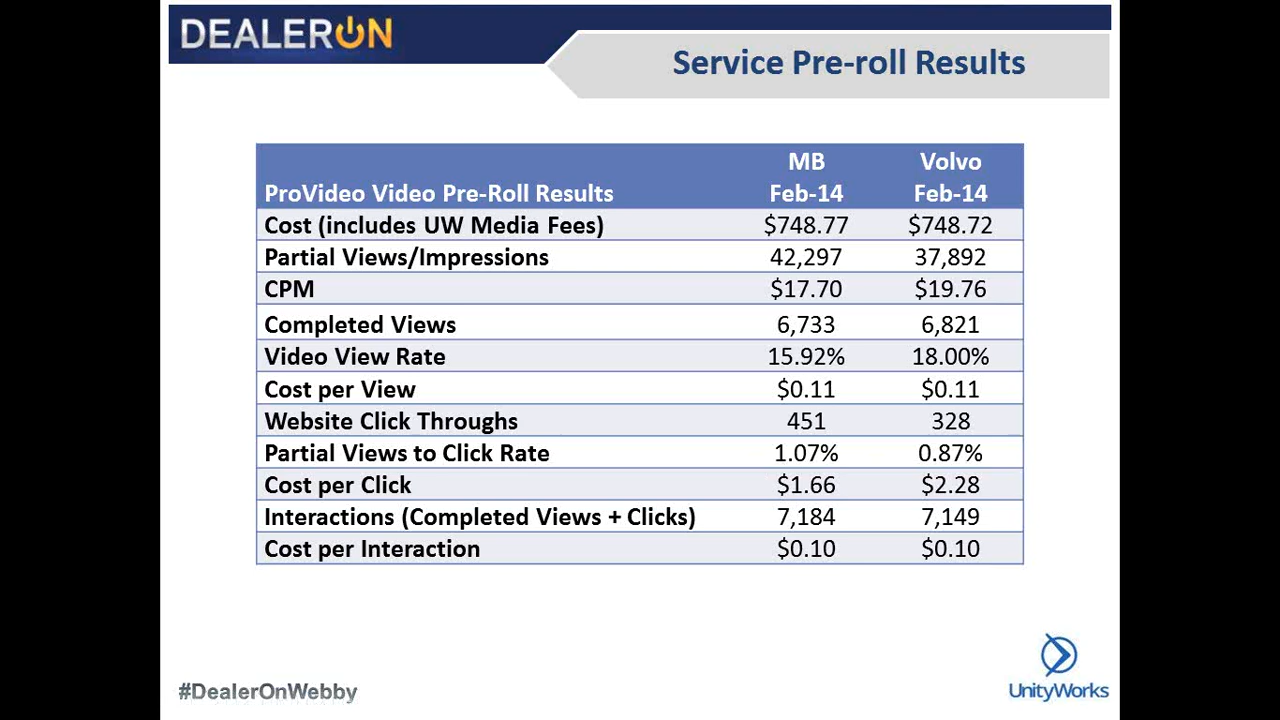 DEALERON
Service Pre-roll Results
MB Volvo
ProVideo Video Pre-Roll Results Feb-14 Feb-14
Cost (includes UW Media Fees) $748.77 $748.72
Partial Views/Impressions 42,297 37,892
CPM $17.70 $19.76
Completed Views 6,733 6,821
Video View Rate 15.92% 18.00%
Cost per View $0.11 $0.11
Website Click Throughs 451 328
Partial Views to Click Rate 1.07% 0.87%
Cost per Click $1.66 $2.28
Interactions (Completed Views + Clicks) 7,184 7,149
Cost per Interaction $0.10 $0.10
#DealerOnWebby
UnityWorks